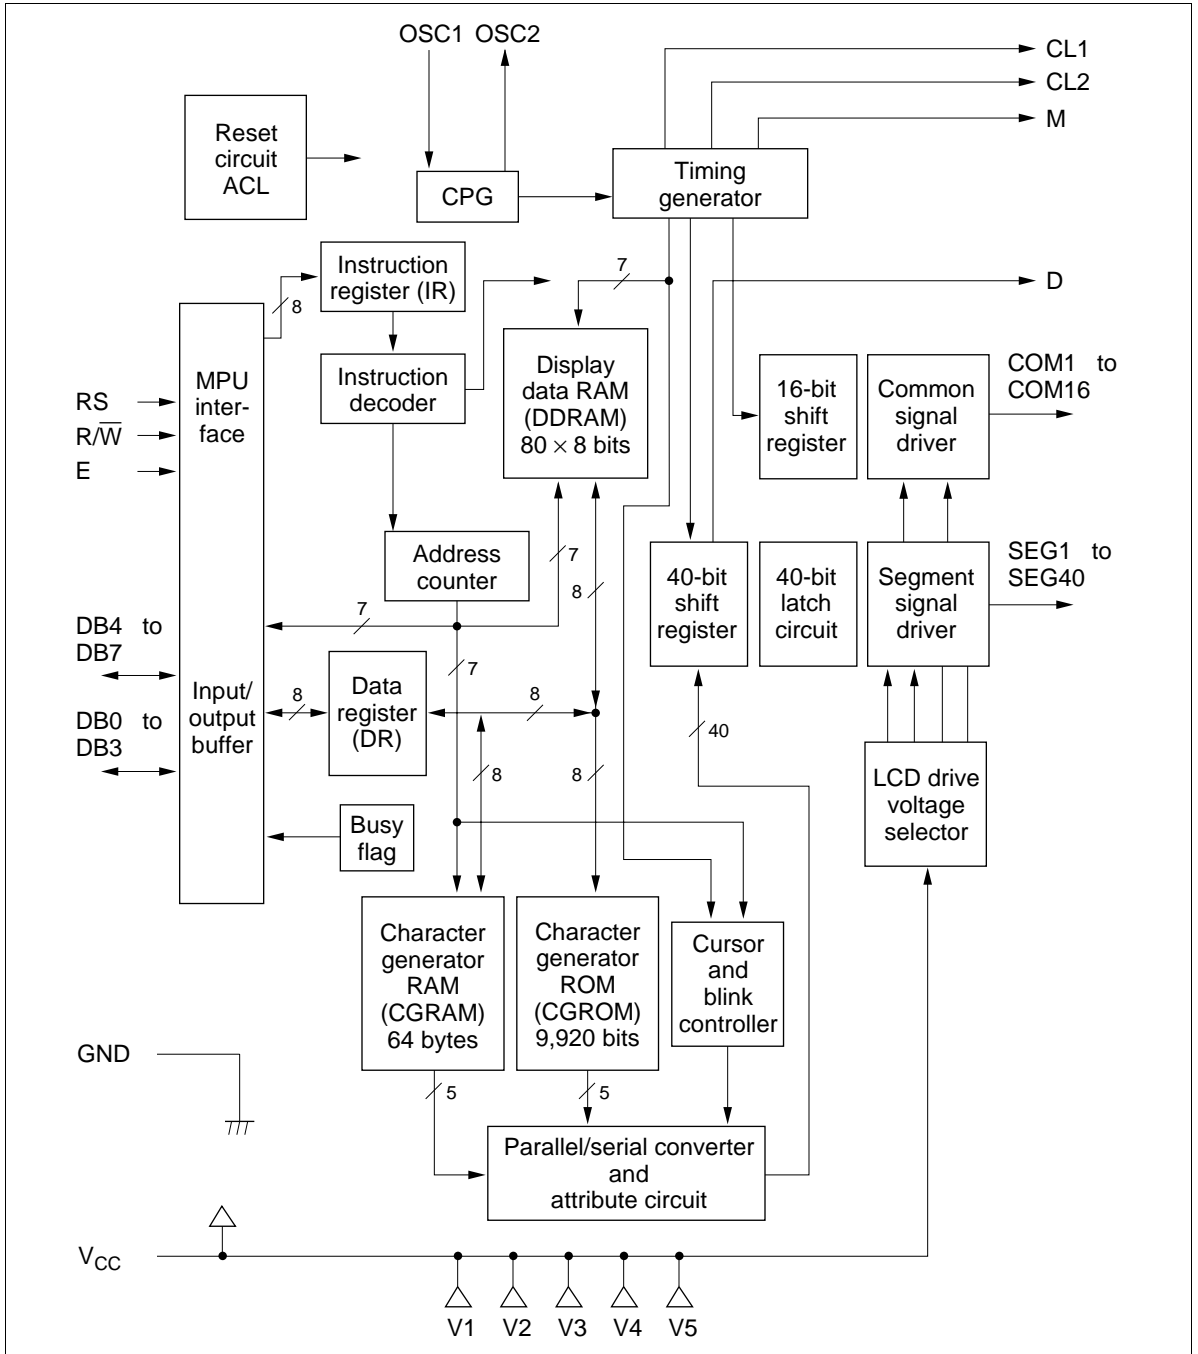 OSC1 OSC2
CL1
CL2
M
Reset
circuit
ACL
CPG
Timing
generator
Instruction
register (IR)
8
7
D
MPU
inter-
face
Instruction
decoder
Display
data RAM
(DDRAM)
80 × 8 bits
16-bit
shift
register
Common
signal
driver
COM1 to
COM16
RS
R/W̅
E
Address
counter
7
8
40-bit
shift
register
40-bit
latch
circuit
Segment
signal
driver
SEG1 to
SEG40
7
7
DB4 to
DB7
Input/
output
buffer
8
Data
register
(DR)
8
DB0 to
DB3
8
8
40
LCD drive
voltage
selector
Busy
flag
Character
generator
RAM
(CGRAM)
64 bytes
Character
generator
ROM
(CGROM)
9,920 bits
Cursor
and
blink
controller
GND
5
5
Parallel/serial converter
and
attribute circuit
VCC
V1 V2 V3 V4 V5